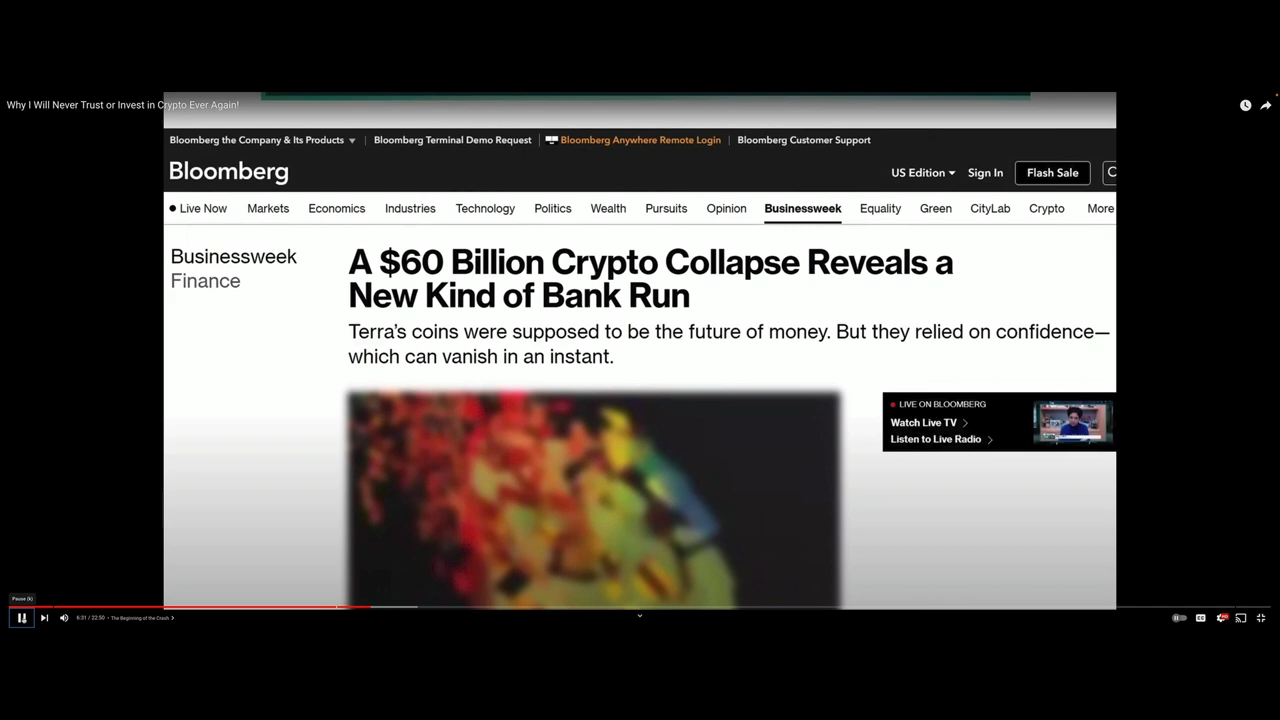 Why I Will Never Trust or Invest in Crypto Ever Again!
Bloomberg the Company & Its Products Bloomberg Terminal Demo Request Bloomberg Anywhere Remote Login Bloomberg Customer Support
Bloomberg US Edition Sign In Flash Sale
Live Now Markets Economics Industries Technology Politics Wealth Pursuits Opinion Businessweek Equality Green CityLab Crypto More
Businessweek
Finance
A $60 Billion Crypto Collapse Reveals a
New Kind of Bank Run
Terra's coins were supposed to be the future of money. But they relied on confidence—
which can vanish in an instant.
LIVE ON BLOOMBERG
Watch Live TV
Listen to Live Radio
Pause (k)
6:31 / 22:50 • The Beginning of the Crash
CC
HD